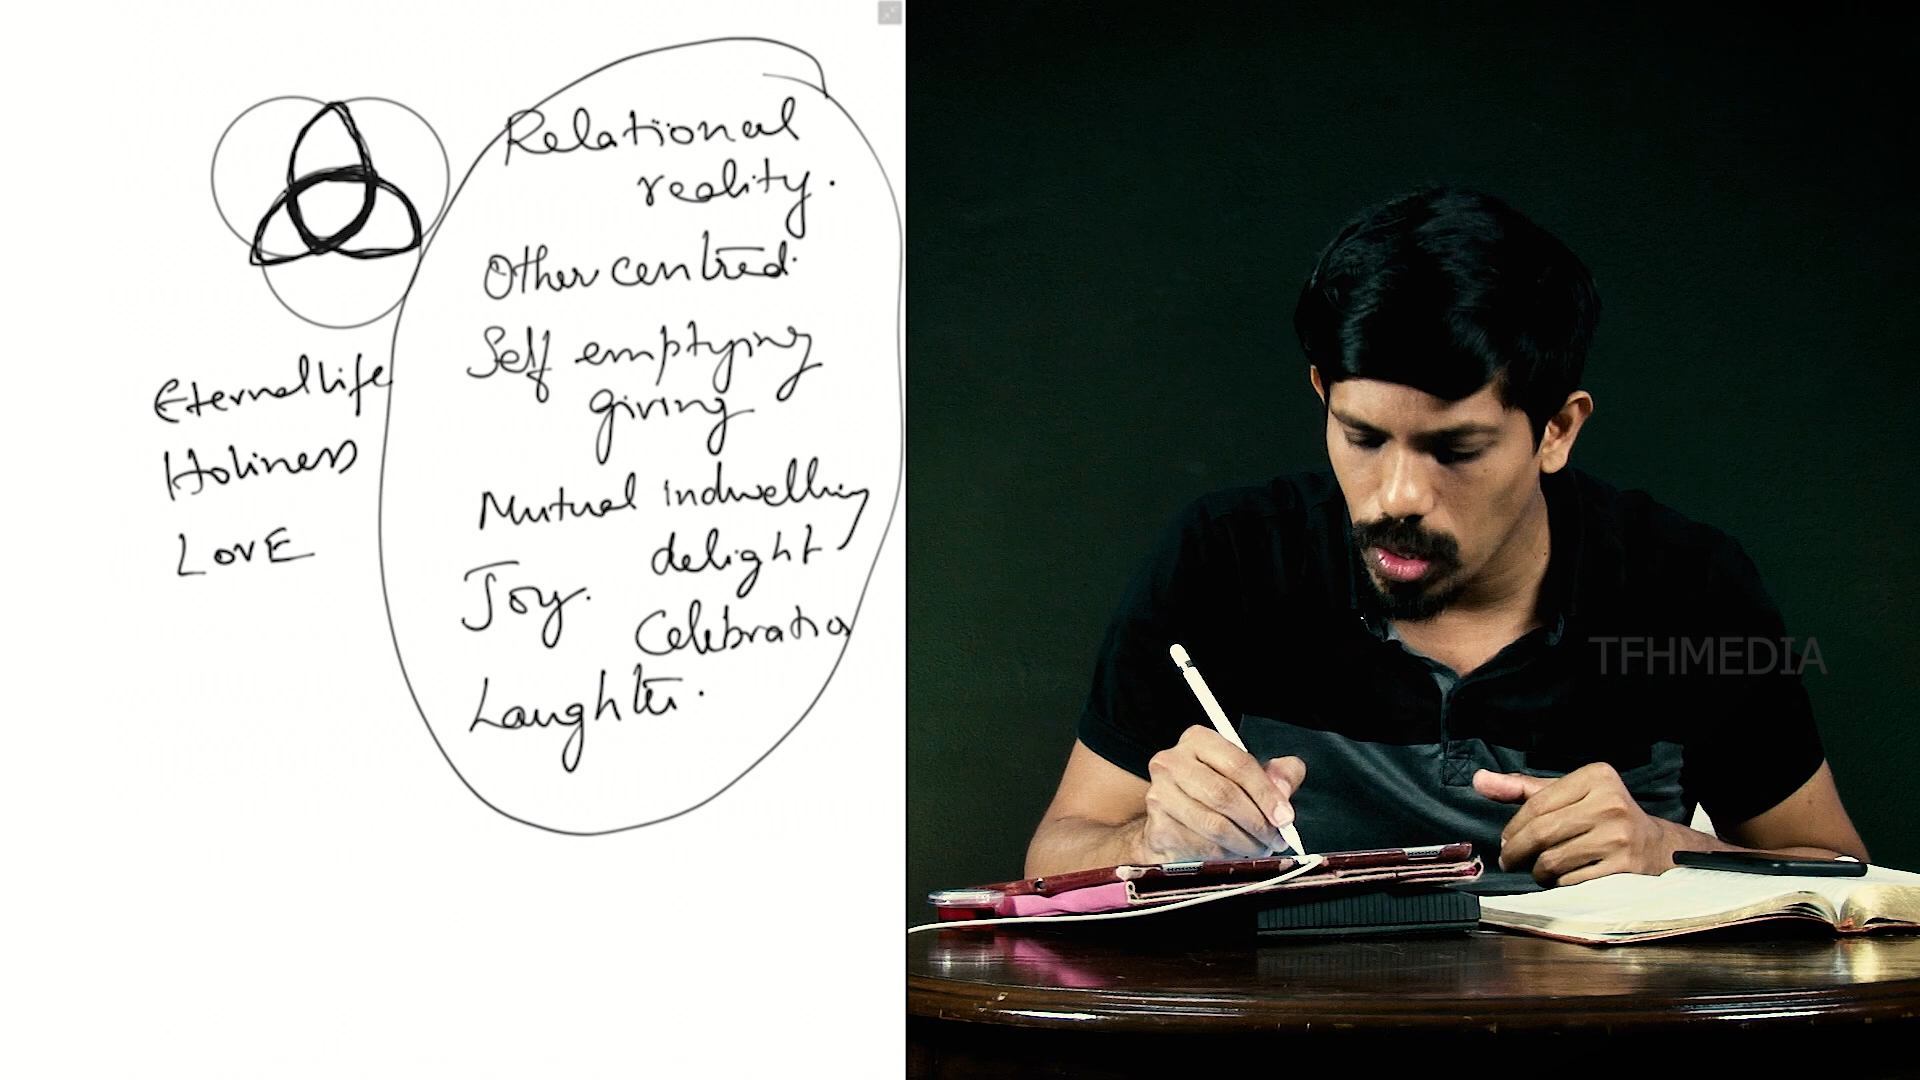 Relational
reality.
Other centred.
Self emptying
giving
Mutual indwelling
delight
Joy.
Celebration
Laughter.
Eternal life
Holiness
LOVE
TFHMEDIA